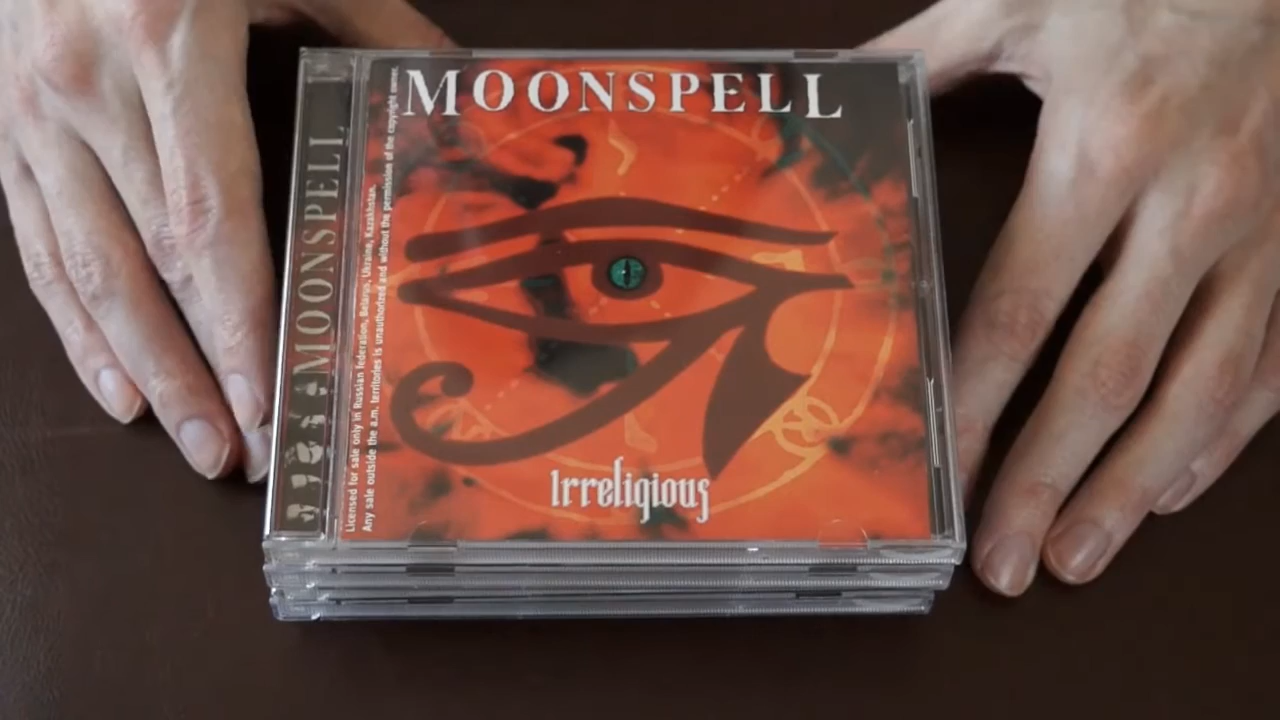 MOONSPELL
MOONSPELL
Licensed for sale only in Russian Federation, Belarus, Ukraine, Kazakhstan.
Any sale outside the a.m. territories is unauthorized and without the permission of the copyright owner.
Irreligious